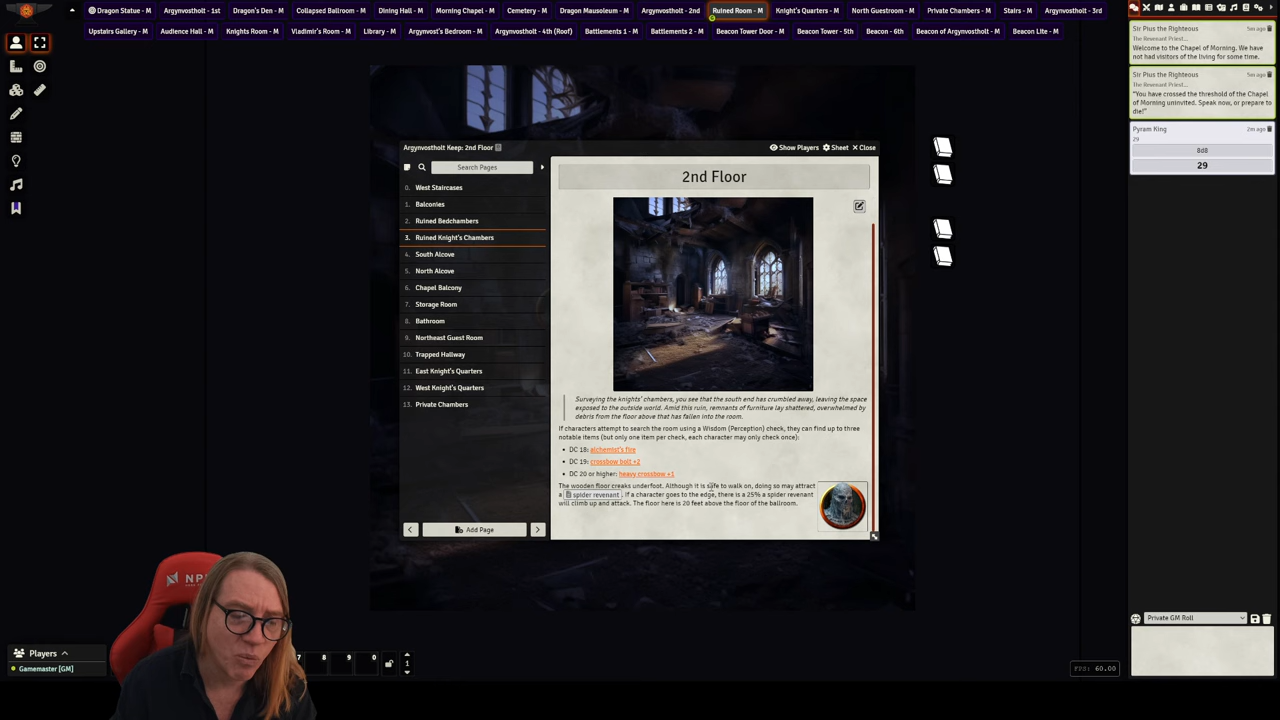 Dragon Statue - M
Argynvostholt - 1st
Dragon's Den - M
Collapsed Ballroom - M
Dining Hall - M
Morning Chapel - M
Cemetery - M
Dragon Mausoleum - M
Argynvostholt - 2nd
Ruined Room - M
Knight's Quarters - M
North Guestroom - M
Private Chambers - M
Stairs - M
Argynvostholt - 3rd
G
Upstairs Gallery - M
Audience Hall - M
Knights Room - M
Vladimir's Room - M
Library - M
Argynvost's Bedroom - M
Argynvostholt - 4th (Roof)
Battlements 1 - M
Battlements 2 - M
Beacon Tower Door - M
Beacon Tower - 5th
Beacon - 6th
Beacon of Argynvostholt - M
Beacon Lite - M
Sir Pius the Righteous 5m ago
The Revenant Priest...
Welcome to the Chapel of Morning. We have
not had visitors of the living for some time.
Sir Pius the Righteous 5m ago
The Revenant Priest...
"You have crossed the threshold of the Chapel
of Morning uninvited. Speak now, or prepare to
die!"
Pyram King 2m ago
29
8d8
29
Argynvostholt Keep: 2nd Floor
Show Players Sheet Close
Search Pages
0. West Staircases
1. Balconies
2. Ruined Bedchambers
3. Ruined Knight's Chambers
4. South Alcove
5. North Alcove
6. Chapel Balcony
7. Storage Room
8. Bathroom
9. Northeast Guest Room
10. Trapped Hallway
11. East Knight's Quarters
12. West Knight's Quarters
13. Private Chambers
Add Page
2nd Floor
Surveying the knights' chambers, you see that the south end has crumbled away, leaving the space
exposed to the outside world. Amid this ruin, remnants of furniture lay shattered, overwhelmed by
debris from the floor above that has fallen into the room.
If characters attempt to search the room using a Wisdom (Perception) check, they can find up to three
notable items (but only one item per check, each character may only check once):
• DC 18: alchemist's fire
• DC 19: crossbow bolt +2
• DC 20 or higher: heavy crossbow +1
The wooden floor creaks underfoot. Although it is safe to walk on, doing so may attract
a spider revenant. If a character goes to the edge, there is a 25% a spider revenant
will climb up and attack. The floor here is 20 feet above the floor of the ballroom.
Players
Gamemaster [GM]
7 8 9 0
1
FPS: 60.00
Private GM Roll